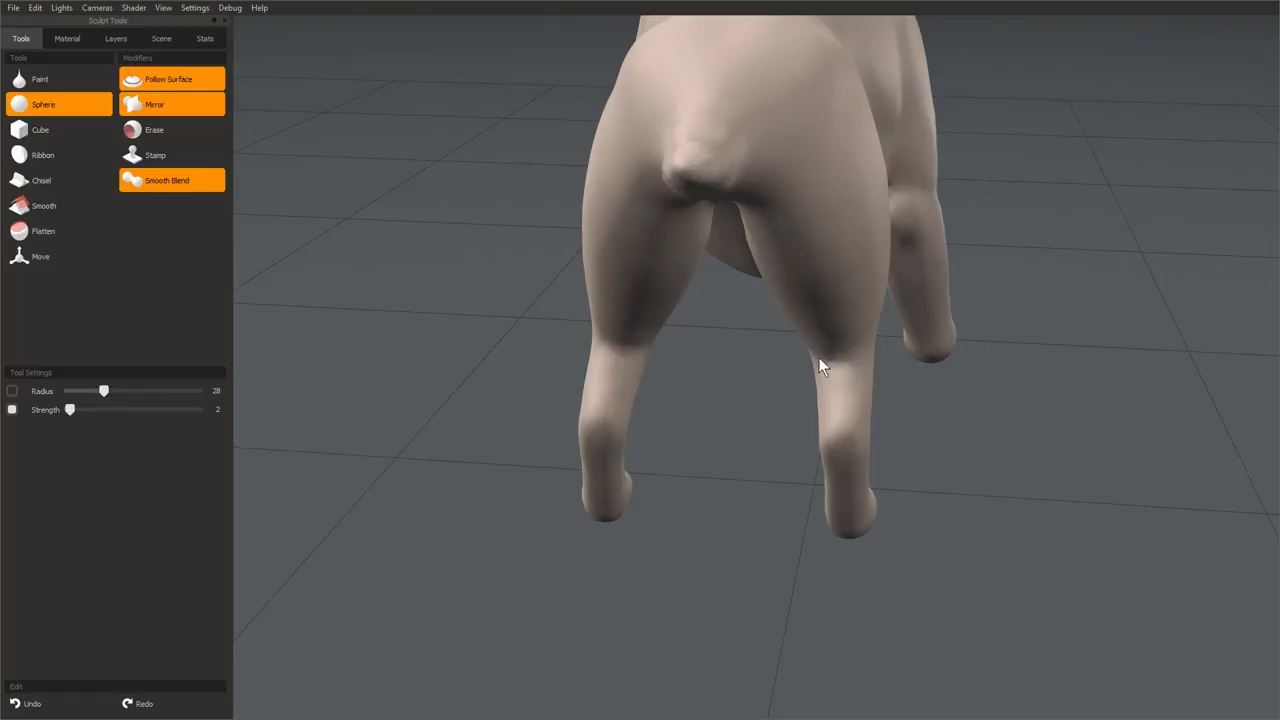 File Edit Lights Cameras Shader View Settings Debug Help
Sculpt Tools
Tools Material Layers Scene Stats
Tools Modifiers
Paint Follow Surface
Sphere Mirror
Cube Erase
Ribbon Stamp
Chisel Smooth Blend
Smooth
Flatten
Move
Tool Settings
Radius 28
Strength 2
Edit
Undo Redo